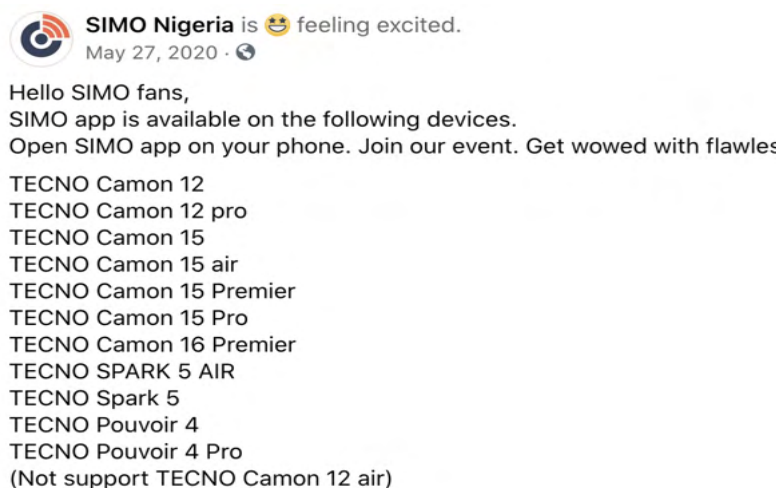 SIMO Nigeria is feeling excited.
May 27, 2020 ·
Hello SIMO fans,
SIMO app is available on the following devices.
Open SIMO app on your phone. Join our event. Get wowed with flawles
TECNO Camon 12
TECNO Camon 12 pro
TECNO Camon 15
TECNO Camon 15 air
TECNO Camon 15 Premier
TECNO Camon 15 Pro
TECNO Camon 16 Premier
TECNO SPARK 5 AIR
TECNO Spark 5
TECNO Pouvoir 4
TECNO Pouvoir 4 Pro
(Not support TECNO Camon 12 air)